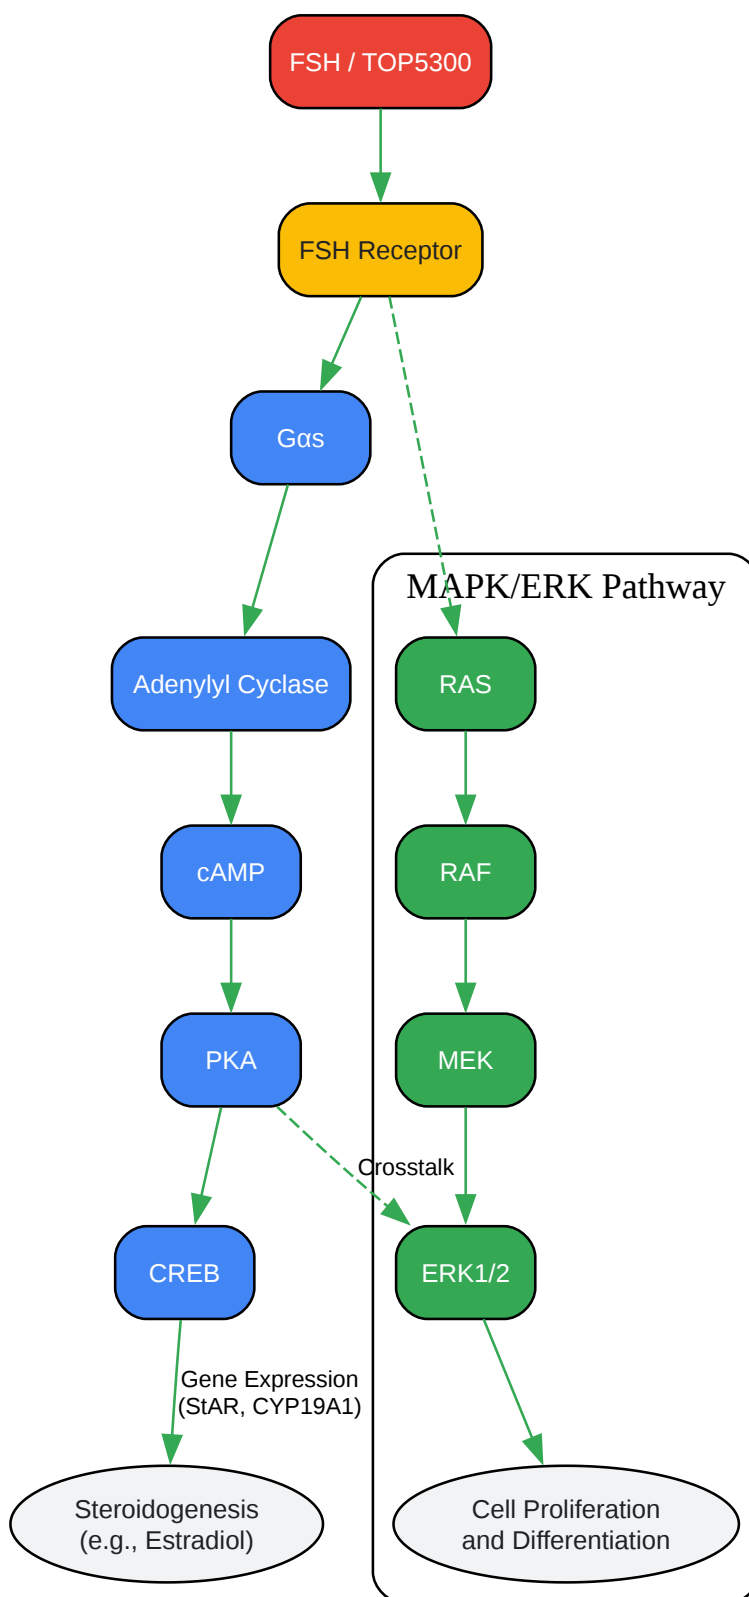 FSH / TOP5300
FSH Receptor
Gαs
MAPK/ERK Pathway
Adenylyl Cyclase
RAS
cAMP
RAF
PKA
MEK
Crosstalk
CREB
ERK1/2
Gene Expression
(StAR, CYP19A1)
Steroidogenesis
(e.g., Estradiol)
Cell Proliferation
and Differentiation